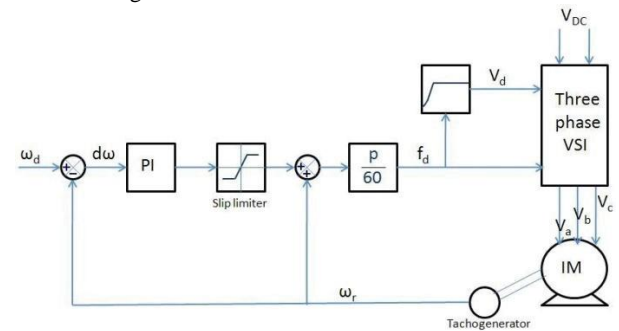 V_DC
V_d
Three
phase
VSI
ω_d
+
−
dω
PI
Slip limiter
+
+
p
60
f_d
V_a
V_b
V_c
IM
ω_r
Tachogenerator